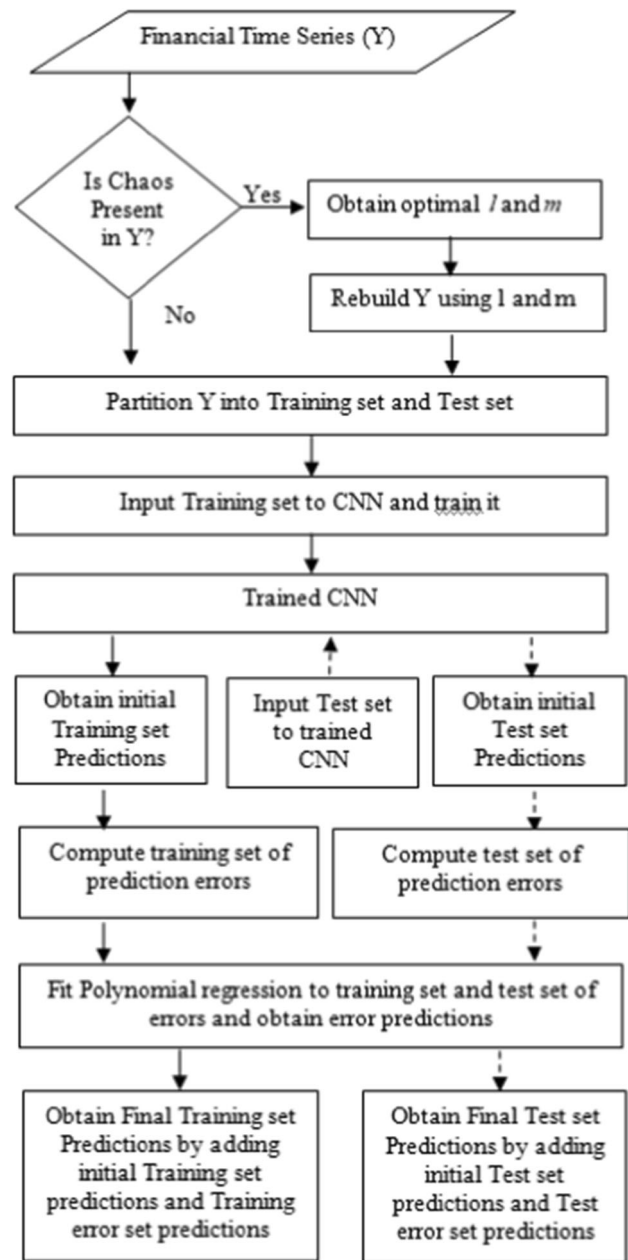 Financial Time Series (Y)
Is Chaos
Present
in Y?
Yes
Obtain optimal l and m
No
Rebuild Y using l and m
Partition Y into Training set and Test set
Input Training set to CNN and train it
Trained CNN
Obtain initial
Training set
Predictions
Input Test set
to trained
CNN
Obtain initial
Test set
Predictions
Compute training set of
prediction errors
Compute test set of
prediction errors
Fit Polynomial regression to training set and test set of
errors and obtain error predictions
Obtain Final Training set
Predictions by adding
initial Training set
predictions and Training
error set predictions
Obtain Final Test set
Predictions by adding
initial Test set
predictions and Test
error set predictions